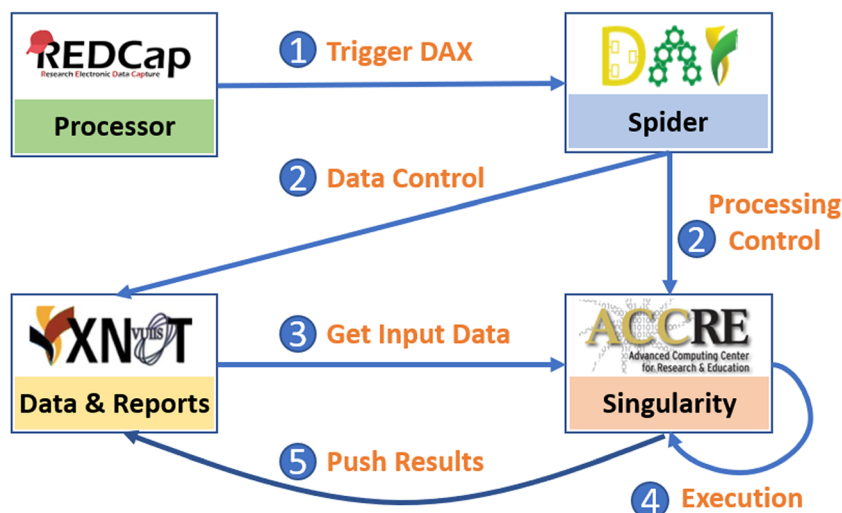 REDCap
Research Electronic Data Capture
Processor
1 Trigger DAX
DAX
Spider
2 Data Control
Processing
2 Control
XNAT
VUIIS
Data & Reports
3 Get Input Data
ACCRE
Advanced Computing Center
for Research & Education
Singularity
5 Push Results
4 Execution